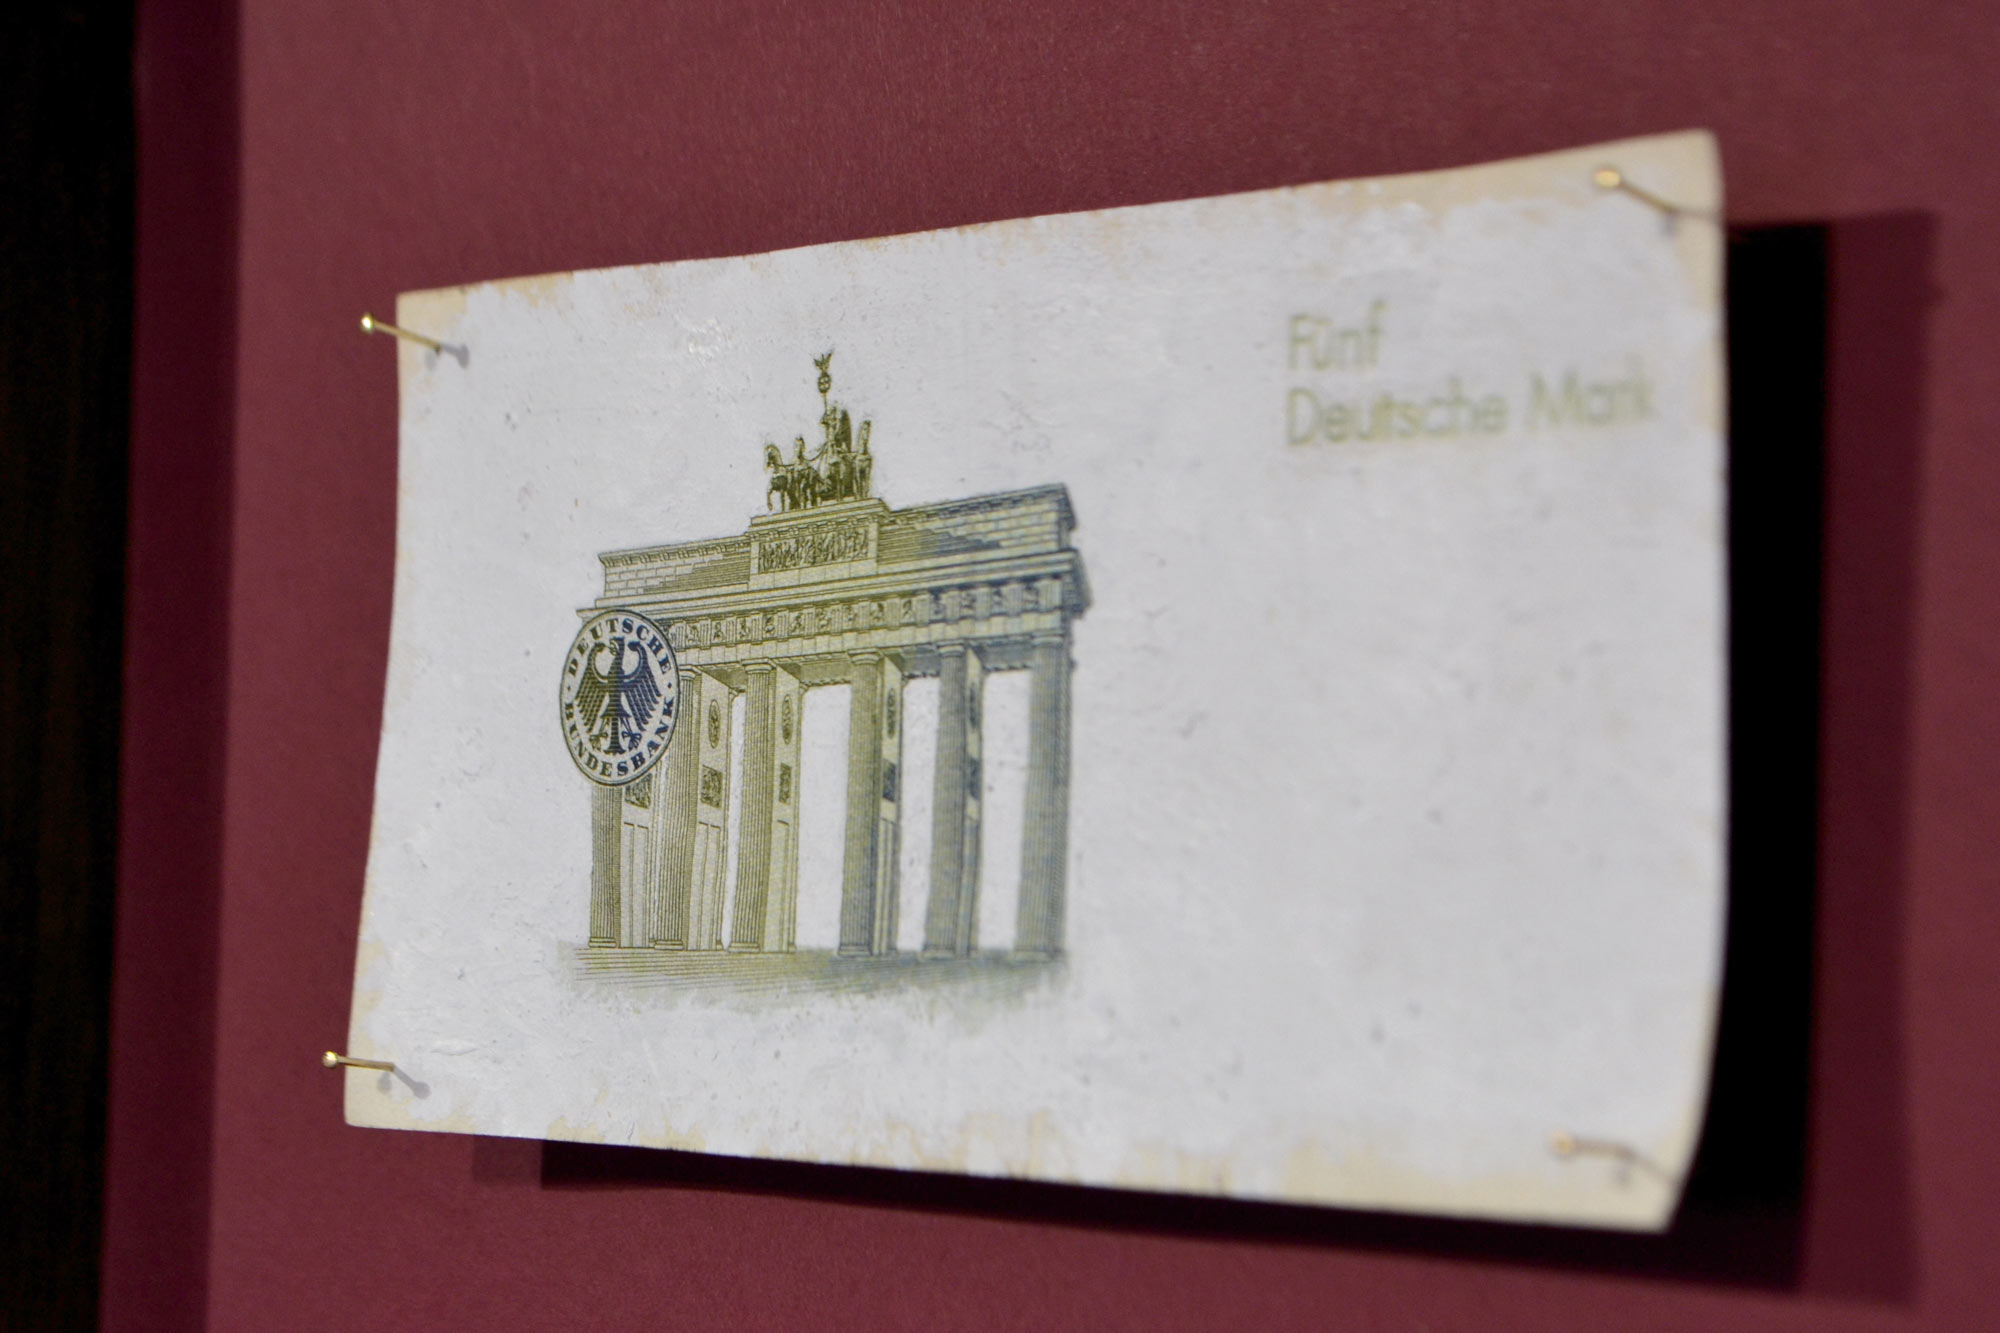 Fünf
Deutsche Mark
DEUTSCHE
BUNDESBANK